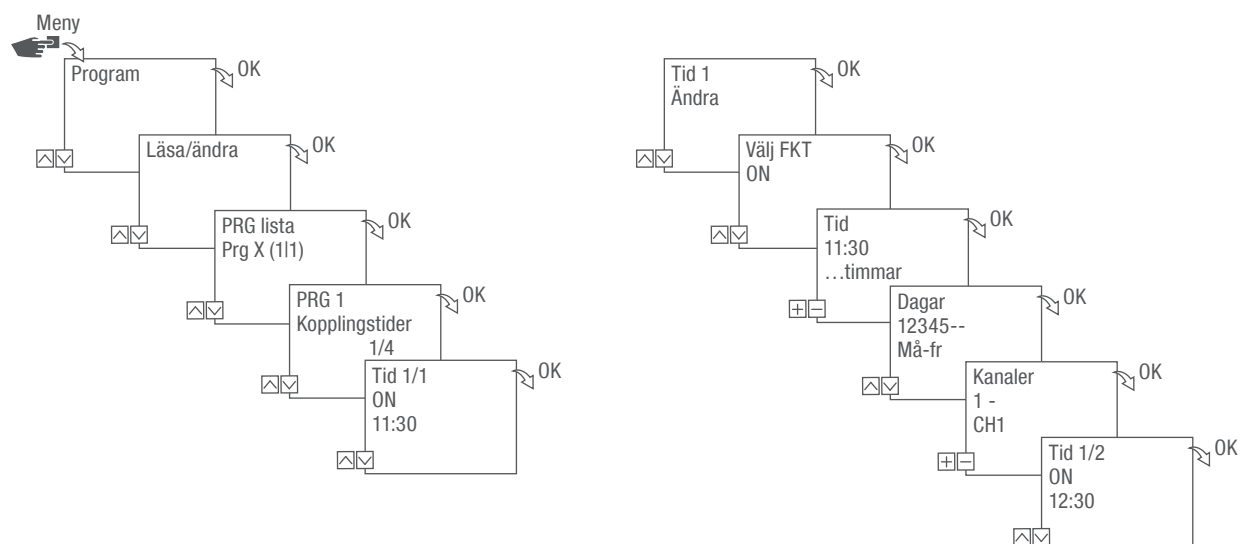 Meny
Program
OK
Läsa/ändra
OK
PRG lista
Prg X (1|1)
OK
PRG 1
Kopplingstider
1/4
OK
Tid 1/1
ON
11:30
OK
Tid 1
Ändra
OK
Välj FKT
ON
OK
Tid
11:30
…timmar
OK
Dagar
12345--
Må-fr
OK
Kanaler
1 -
CH1
OK
Tid 1/2
ON
12:30
OK